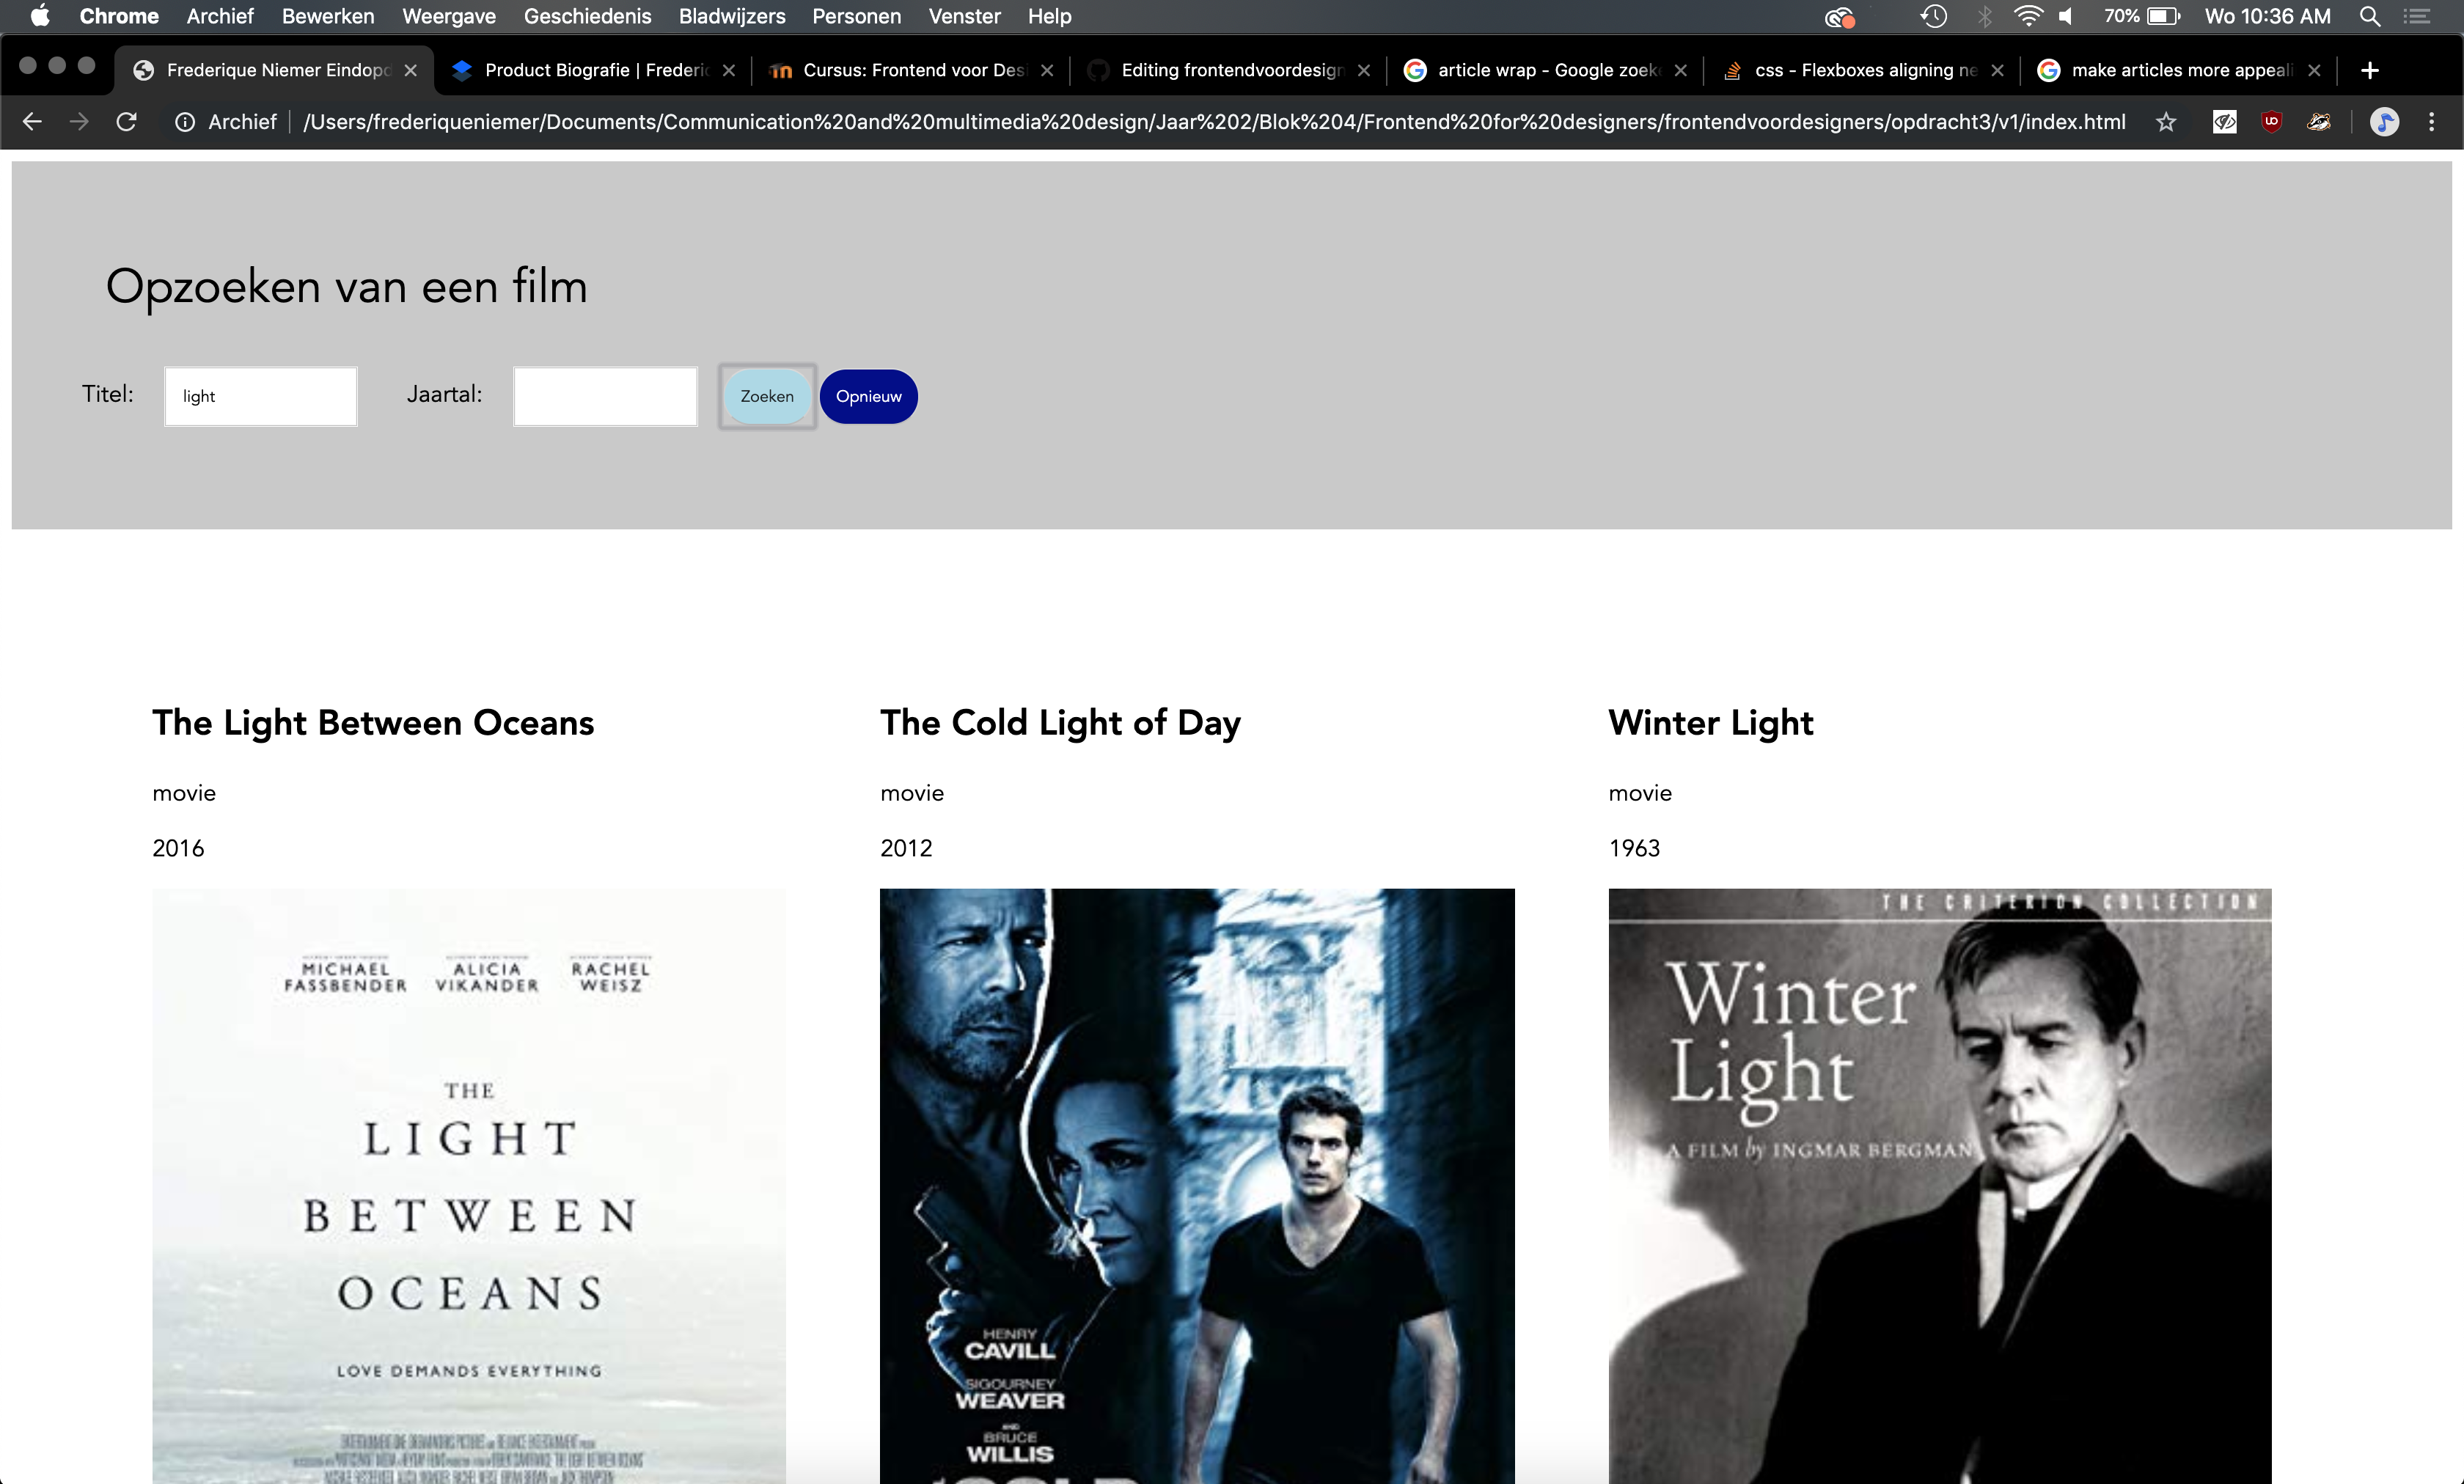 Chrome Archief Bewerken Weergave Geschiedenis Bladwijzers Personen Venster Help 70% Wo 10:36 AM
Frederique Niemer Eindopd Product Biografie | Frederic Cursus: Frontend voor Des Editing frontendvoordesign article wrap - Google zoek css - Flexboxes aligning ne make articles more appeali
Archief /Users/frederiqueniemer/Documents/Communication%20and%20multimedia%20design/Jaar%202/Blok%204/Frontend%20for%20designers/frontendvoordesigners/opdracht3/v1/index.html
Opzoeken van een film
Titel: light Jaartal: Zoeken Opnieuw
The Light Between Oceans
movie
2016
MICHAEL FASSBENDER
ALICIA VIKANDER
RACHEL WEISZ
THE
LIGHT
BETWEEN
OCEANS
LOVE DEMANDS EVERYTHING
The Cold Light of Day
movie
2012
HENRY
CAVILL
SIGOURNEY
WEAVER
AND
BRUCE
WILLIS
Winter Light
movie
1963
THE CRITERION COLLECTION
Winter
Light
A FILM by INGMAR BERGMAN